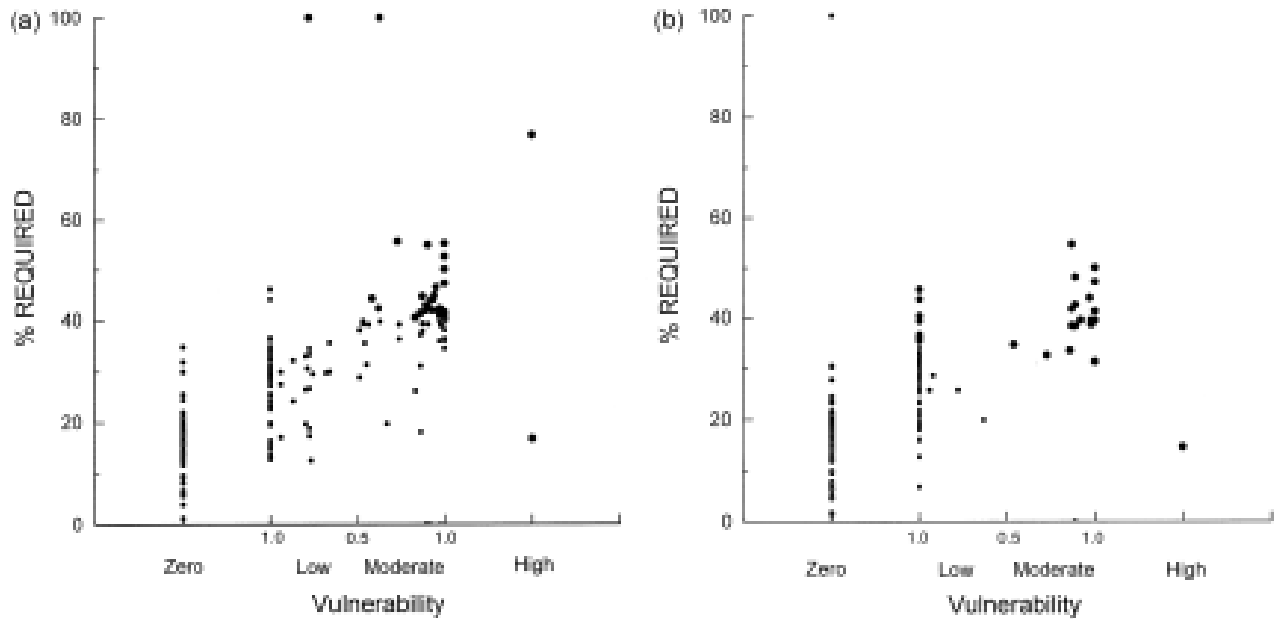 (a)
% REQUIRED
100
80
60
40
20
0
1.0 0.5 1.0
Zero Low Moderate High
Vulnerability
(b)
% REQUIRED
100
80
60
40
20
0
1.0 0.5 1.0
Zero Low Moderate High
Vulnerability